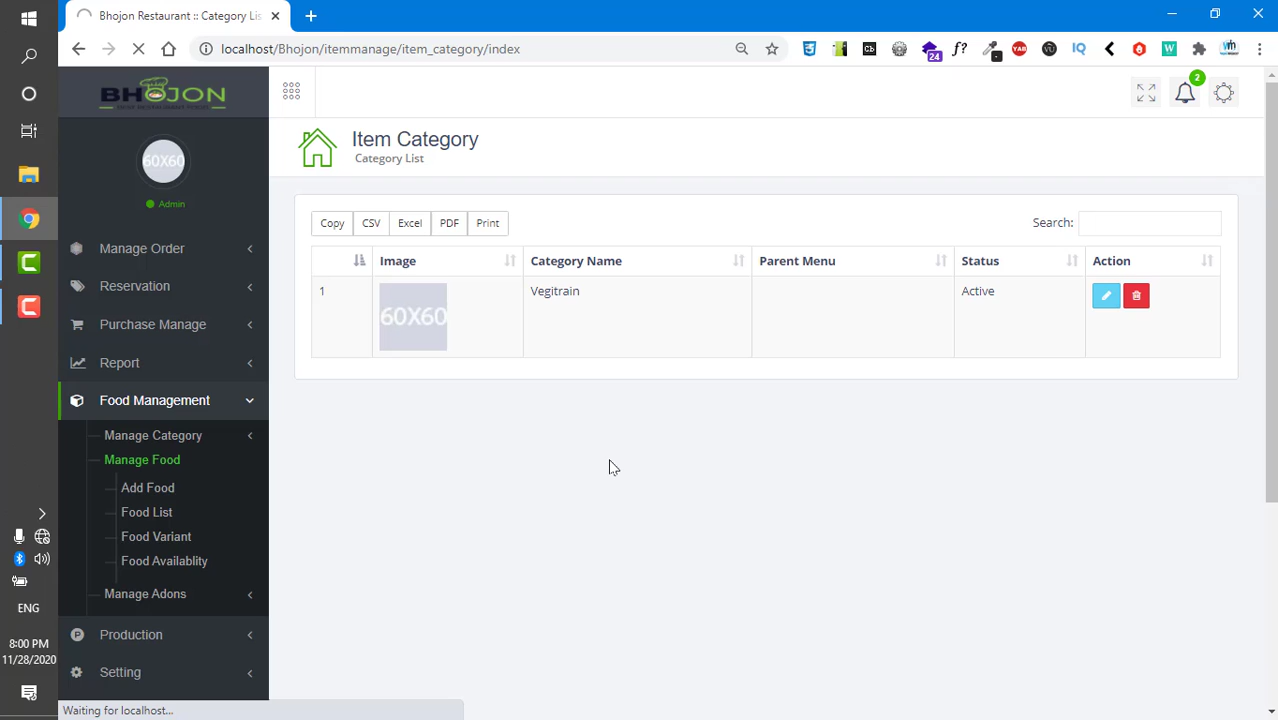 Bhojon Restaurant :: Category Lis
localhost/Bhojon/itemmanage/item_category/index
24
BHOJON
60X60
Admin
Manage Order
Reservation
Purchase Manage
Report
Food Management
Manage Category
Manage Food
Add Food
Food List
Food Variant
Food Availablity
Manage Adons
Production
Setting
Waiting for localhost...
2
Item Category
Category List
Copy CSV Excel PDF Print Search:
Image Category Name Parent Menu Status Action
1 60X60 Vegitrain Active
ENG
8:00 PM
11/28/2020